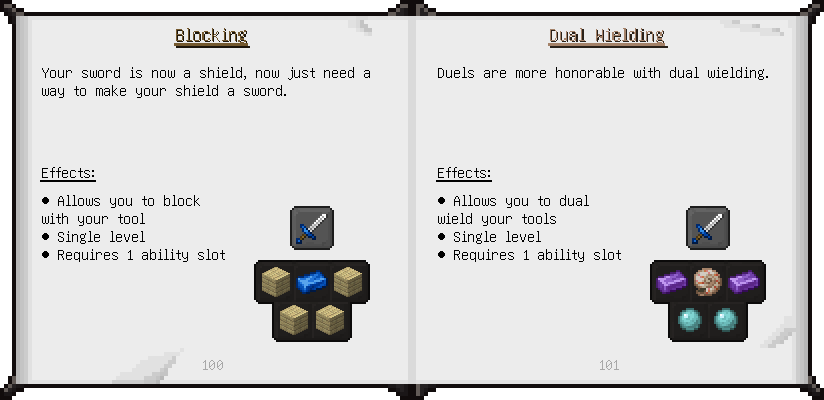 Blocking
Your sword is now a shield, now just need a
way to make your shield a sword.
Effects:
● Allows you to block
with your tool
● Single level
● Requires 1 ability slot
100
Dual Wielding
Duels are more honorable with dual wielding.
Effects:
● Allows you to dual
wield your tools
● Single level
● Requires 1 ability slot
101